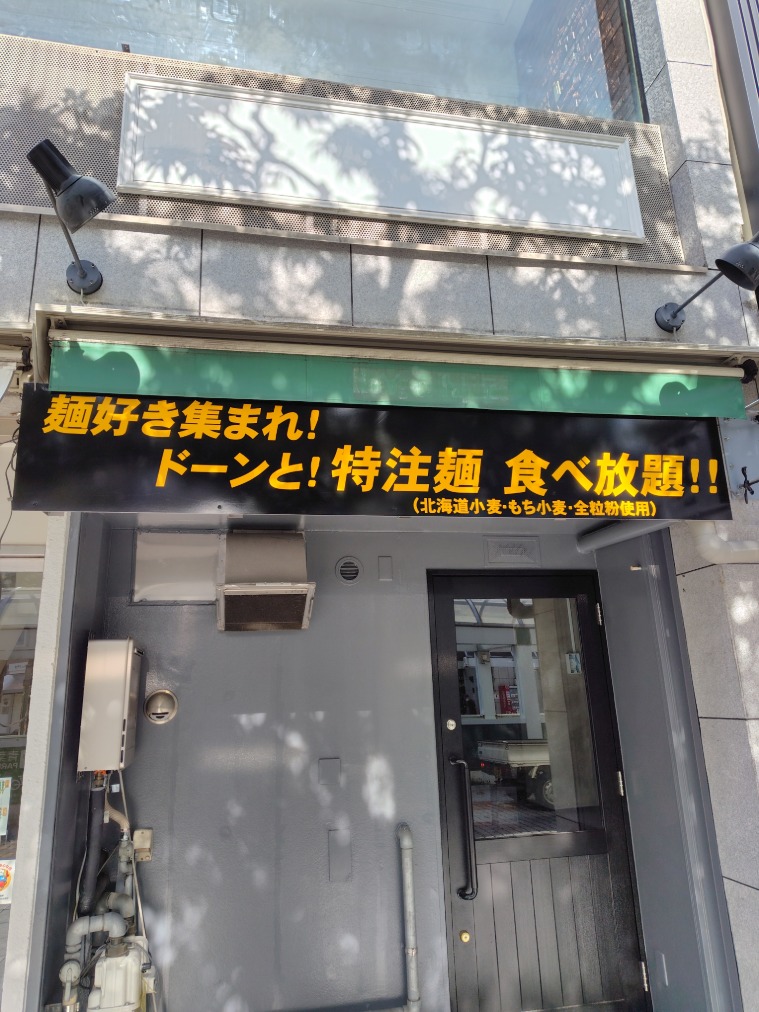 麺好き集まれ!
ドーンと!特注麺 食べ放題!!
(北海道小麦・もち小麦・全粒粉使用)